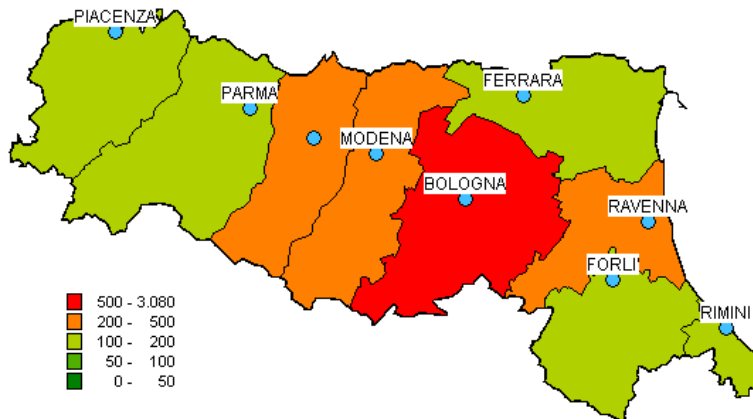 PIACENZA
PARMA
MODENA
FERRARA
BOLOGNA
RAVENNA
FORLI'
RIMINI
500 - 3.080
200 - 500
100 - 200
50 - 100
0 - 50